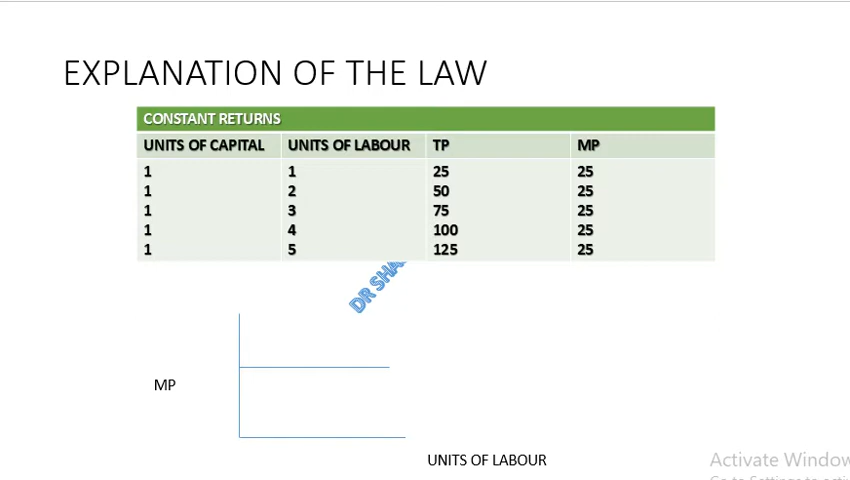 EXPLANATION OF THE LAW
CONSTANT RETURNS
UNITS OF CAPITAL UNITS OF LABOUR TP MP
1 1 25 25
1 2 50 25
1 3 75 25
1 4 100 25
1 5 125 25
DR
MP
UNITS OF LABOUR
Activate Window